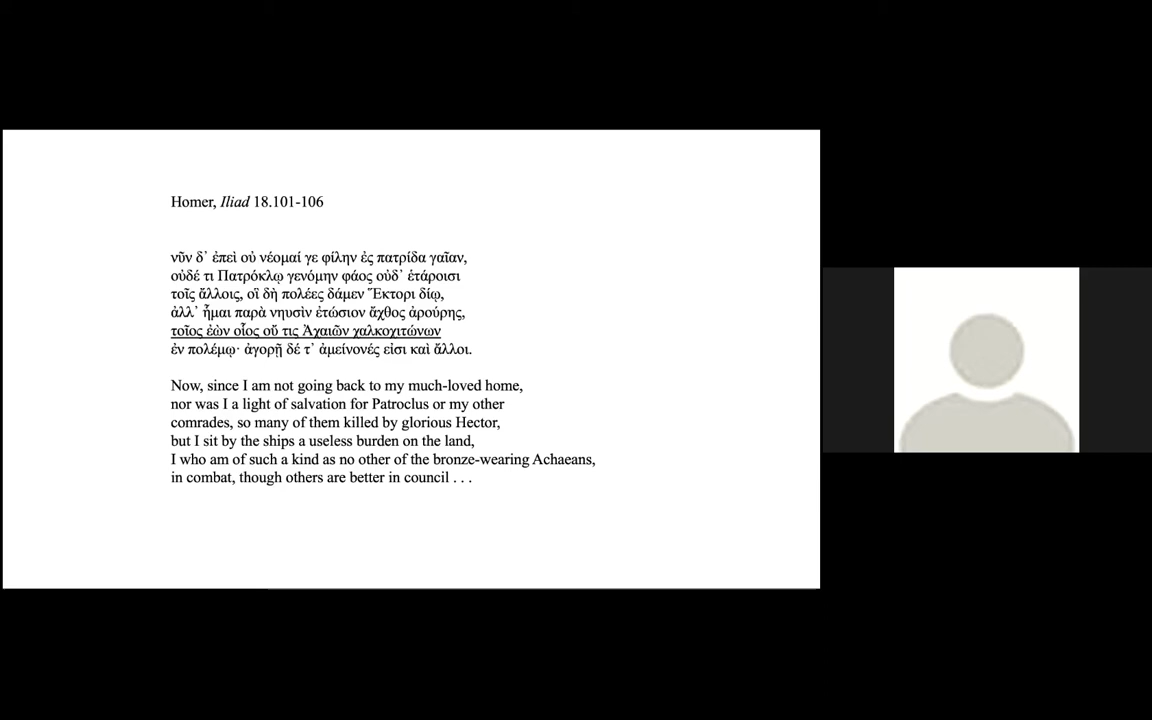 Homer, Iliad 18.101-106
νῦν δ᾽ ἐπεὶ οὐ νέομαί γε φίλην ἐς πατρίδα γαῖαν,
οὐδέ τι Πατρόκλῳ γενόμην φάος οὐδ᾽ ἑτάροισι
τοῖς ἄλλοις, οἳ δὴ πολέες δάμεν Ἕκτορι δίῳ,
ἀλλ᾽ ἧμαι παρὰ νηυσὶν ἐτώσιον ἄχθος ἀρούρης,
τοῖος ἐὼν οἷος οὔ τις Ἀχαιῶν χαλκοχιτώνων
ἐν πολέμῳ· ἀγορῇ δέ τ᾽ ἀμείνονές εἰσι καὶ ἄλλοι.
Now, since I am not going back to my much-loved home,
nor was I a light of salvation for Patroclus or my other
comrades, so many of them killed by glorious Hector,
but I sit by the ships a useless burden on the land,
I who am of such a kind as no other of the bronze-wearing Achaeans,
in combat, though others are better in council . . .